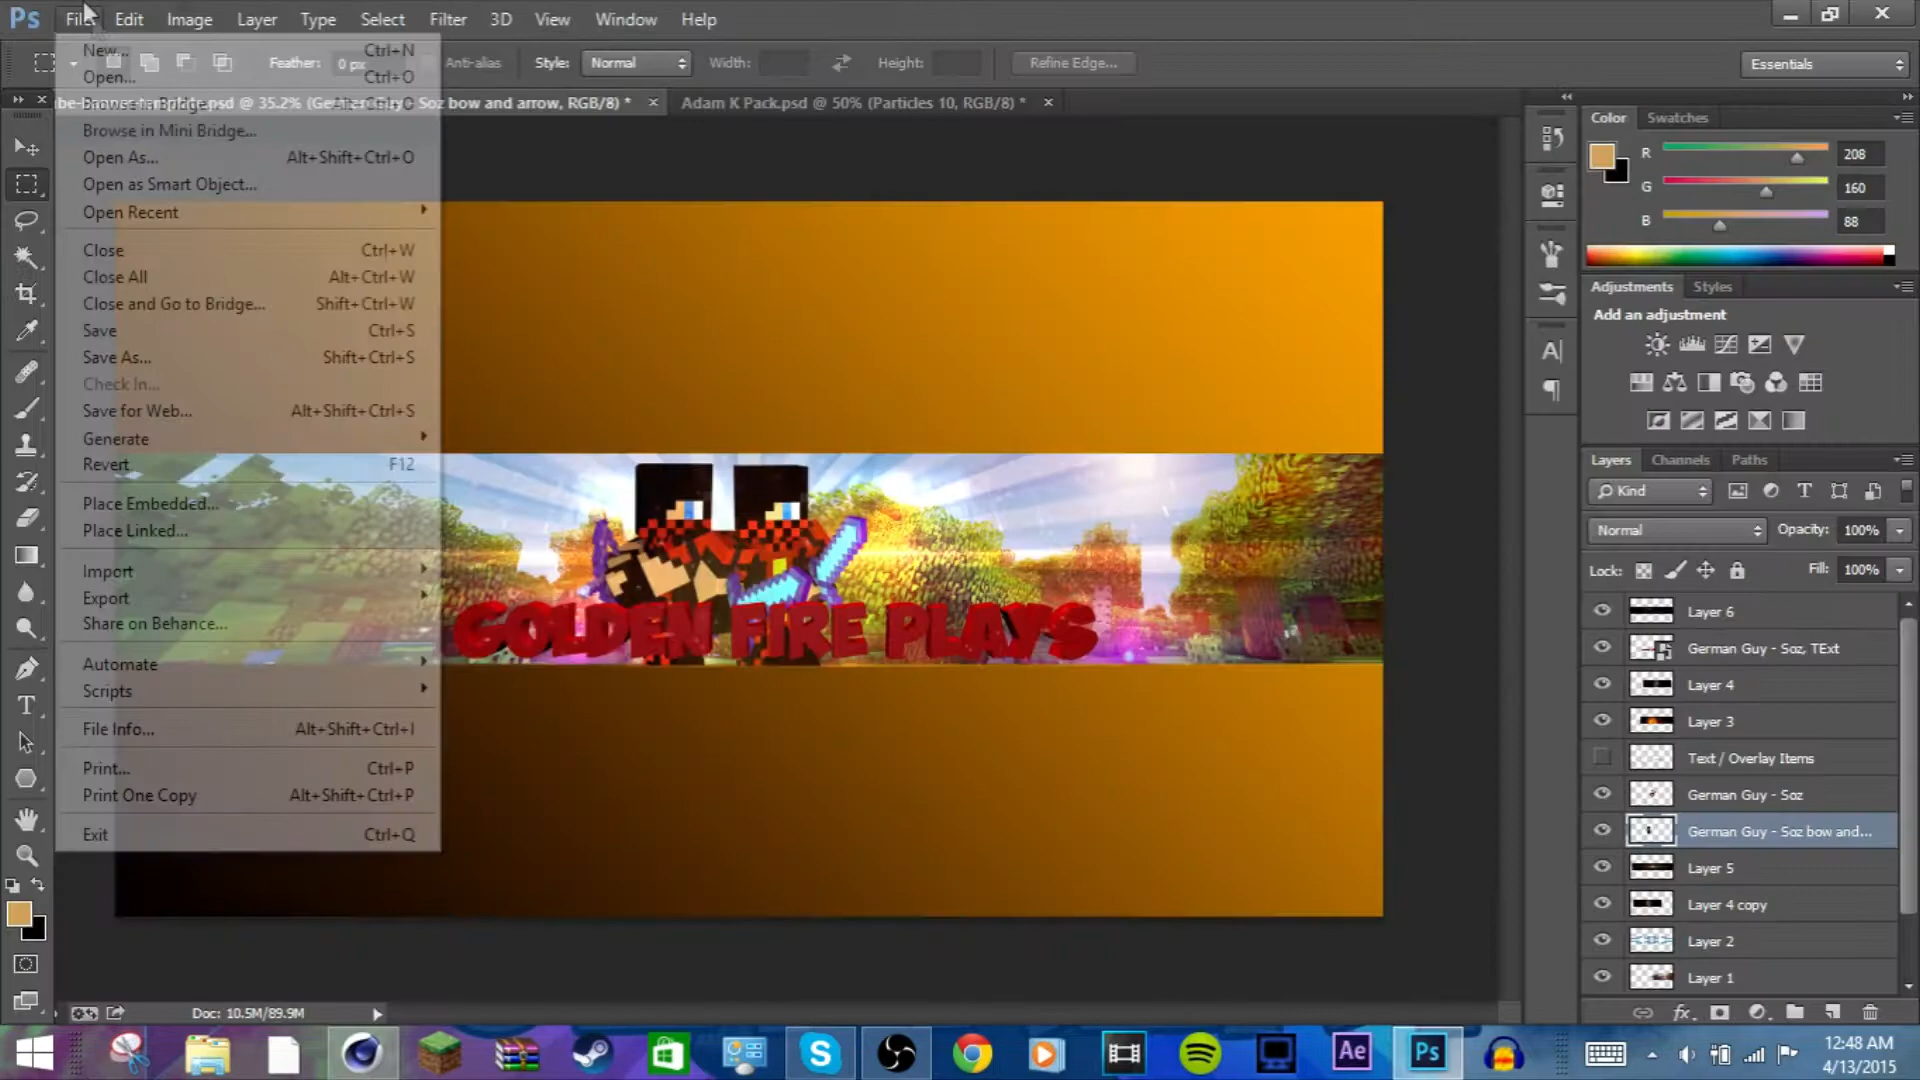 Ps File Edit Image Layer Type Select Filter 3D View Window Help
Feather: 0 px Anti-alias Style: Normal Width: Height: Refine Edge... Essentials
Soz bow and arrow, RGB/8) * Adam K Pack.psd @ 50% (Particles 10, RGB/8) *
New... Ctrl+N
Open... Ctrl+O
Browse in Bridge... Alt+Ctrl+O
Browse in Mini Bridge...
Open As... Alt+Shift+Ctrl+O
Open as Smart Object...
Open Recent
Close Ctrl+W
Close All Alt+Ctrl+W
Close and Go to Bridge... Shift+Ctrl+W
Save Ctrl+S
Save As... Shift+Ctrl+S
Check In...
Save for Web... Alt+Shift+Ctrl+S
Generate
Revert F12
Place Embedded...
Place Linked...
Import
Export
Share on Behance...
Automate
Scripts
File Info... Alt+Shift+Ctrl+I
Print... Ctrl+P
Print One Copy Alt+Shift+Ctrl+P
Exit Ctrl+Q
GOLDEN FIRE PLAYS
Color Swatches
R 208
G 160
B 88
Adjustments Styles
Add an adjustment
Layers Channels Paths
Kind
Normal Opacity: 100%
Lock: Fill: 100%
Layer 6
German Guy - Soz, TExt
Layer 4
Layer 3
Text / Overlay Items
German Guy - Soz
German Guy - Soz bow and...
Layer 5
Layer 4 copy
Layer 2
Layer 1
Doc: 10.5M/89.9M
Ae Ps
12:48 AM
4/13/2015